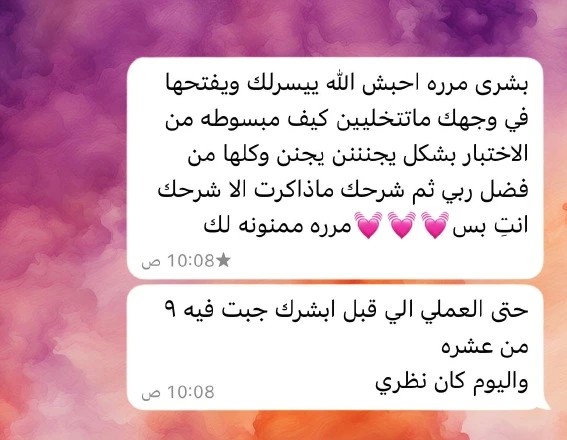 بشرى مرره احبش الله ييسرلك ويفتحها
في وجهك ماتتخليين كيف مبسوطه من
الاختبار بشكل يجنننن يجنن وكلها من
فضل ربي ثم شرحك ماذاكرت الا شرحك
انتِ بس💓💓💓مرره ممنونه لك
★10:08 ص
حتى العملي الي قبل ابشرك جبت فيه ٩
من عشره
واليوم كان نظري
10:08 ص